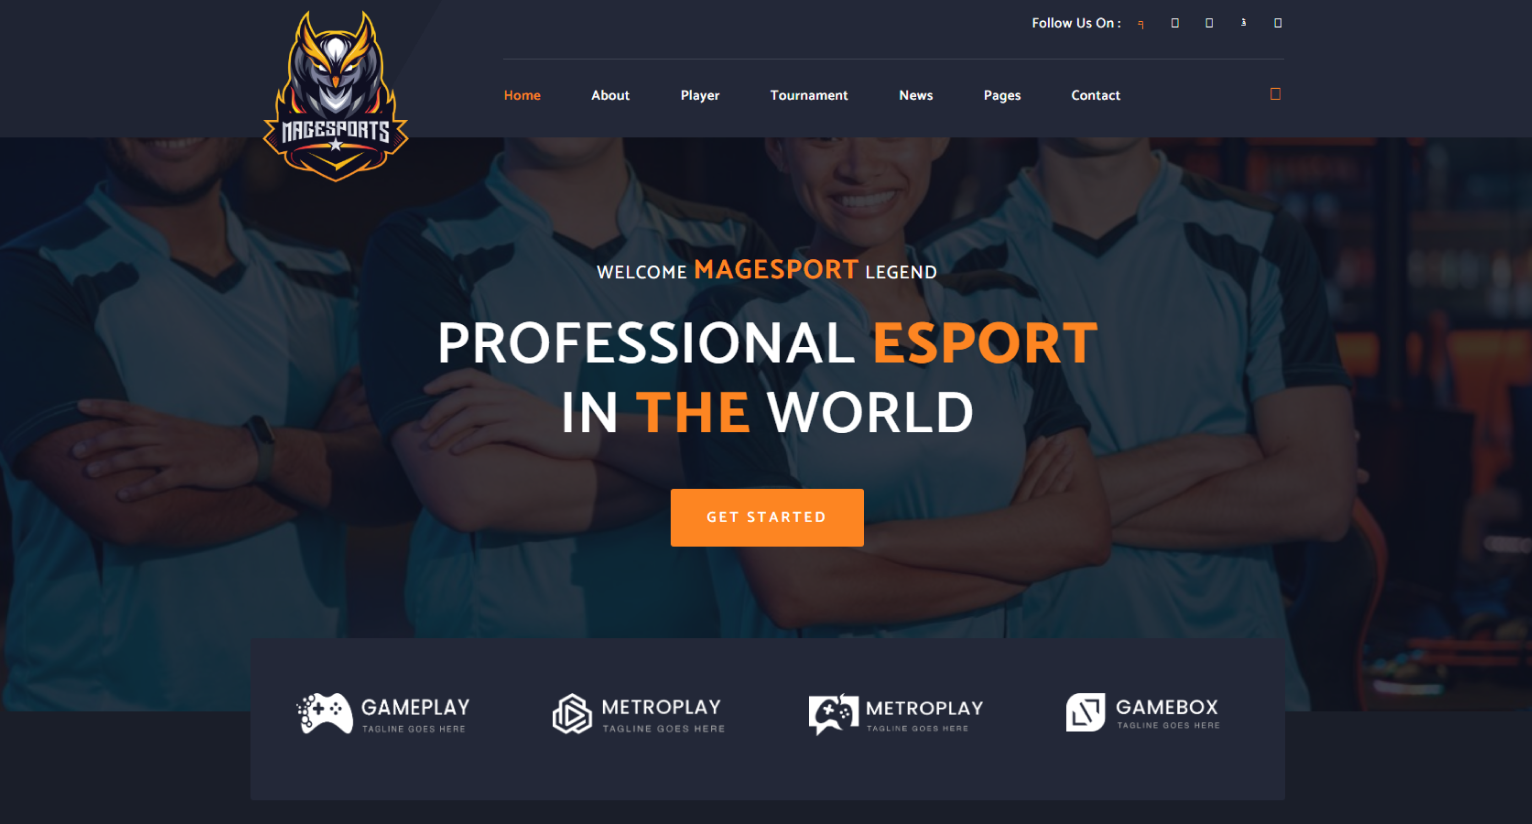 Follow Us On :
MAGESPORTS
Home About Player Tournament News Pages Contact
WELCOME MAGESPORT LEGEND
PROFESSIONAL ESPORT
IN THE WORLD
GET STARTED
GAMEPLAY
TAGLINE GOES HERE
METROPLAY
TAGLINE GOES HERE
METROPLAY
TAGLINE GOES HERE
GAMEBOX
TAGLINE GOES HERE